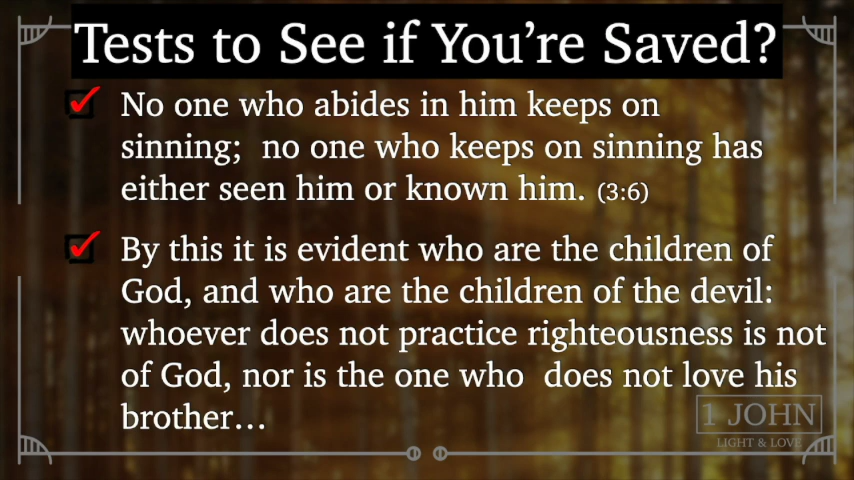 Tests to See if You're Saved?
No one who abides in him keeps on
sinning;  no one who keeps on sinning has
either seen him or known him. (3:6)
By this it is evident who are the children of
God, and who are the children of the devil:
whoever does not practice righteousness is not
of God, nor is the one who  does not love his
brother…
1 JOHN
LIGHT & LOVE